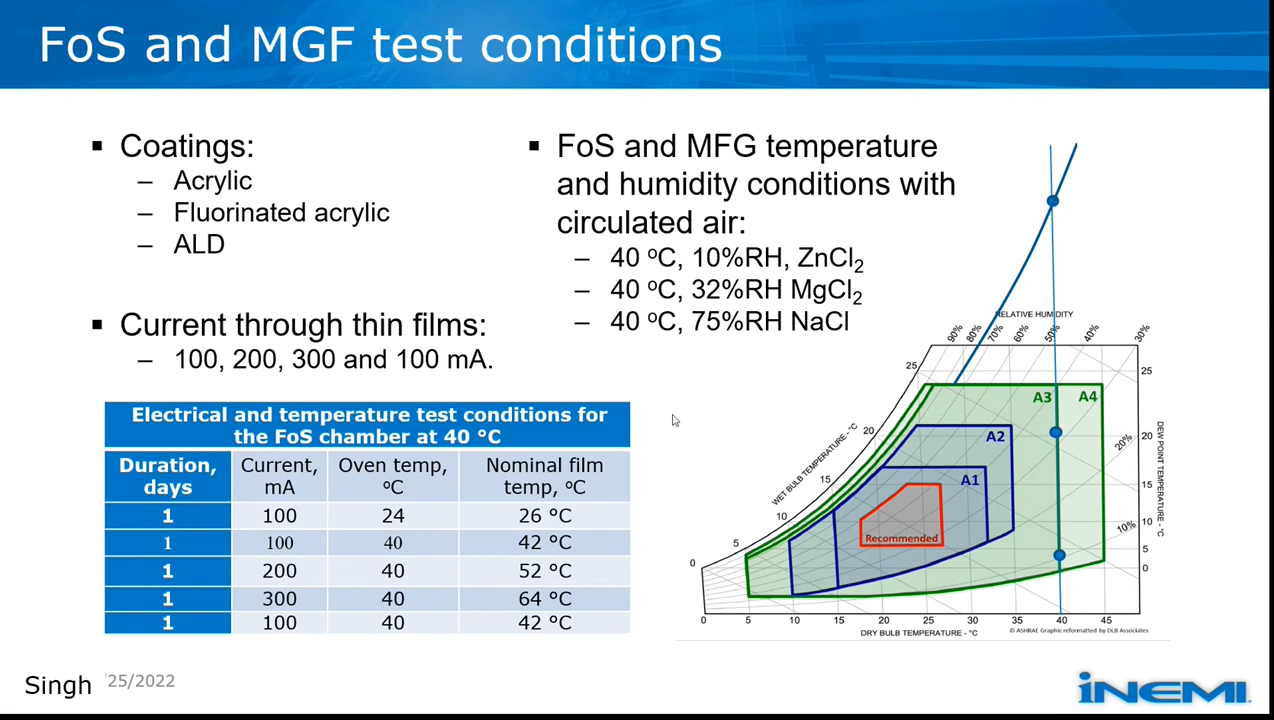 FoS and MGF test conditions
▪ Coatings:
– Acrylic
– Fluorinated acrylic
– ALD
▪ Current through thin films:
– 100, 200, 300 and 100 mA.
▪ FoS and MFG temperature
and humidity conditions with
circulated air:
– 40 ºC, 10%RH, ZnCl₂
– 40 ºC, 32%RH MgCl₂
– 40 ºC, 75%RH NaCl
Electrical and temperature test conditions for
the FoS chamber at 40 °C
Duration, days | Current, mA | Oven temp, ºC | Nominal film temp, ºC
1 | 100 | 24 | 26 °C
1 | 100 | 40 | 42 °C
1 | 200 | 40 | 52 °C
1 | 300 | 40 | 64 °C
1 | 100 | 40 | 42 °C
RELATIVE HUMIDITY
90% 80% 70% 60% 50% 40% 30%
20%
10%
WET BULB TEMPERATURE - °C
0 5 10 15 20 25
DEW POINT TEMPERATURE - °C
25 20 15 10 5 0
A3 A4
A2
A1
Recommended
0 5 10 15 20 25 30 35 40 45
DRY BULB TEMPERATURE - °C
© ASHRAE Graphic reformatted by DLB Associates
Singh
/25/2022
iNEMI